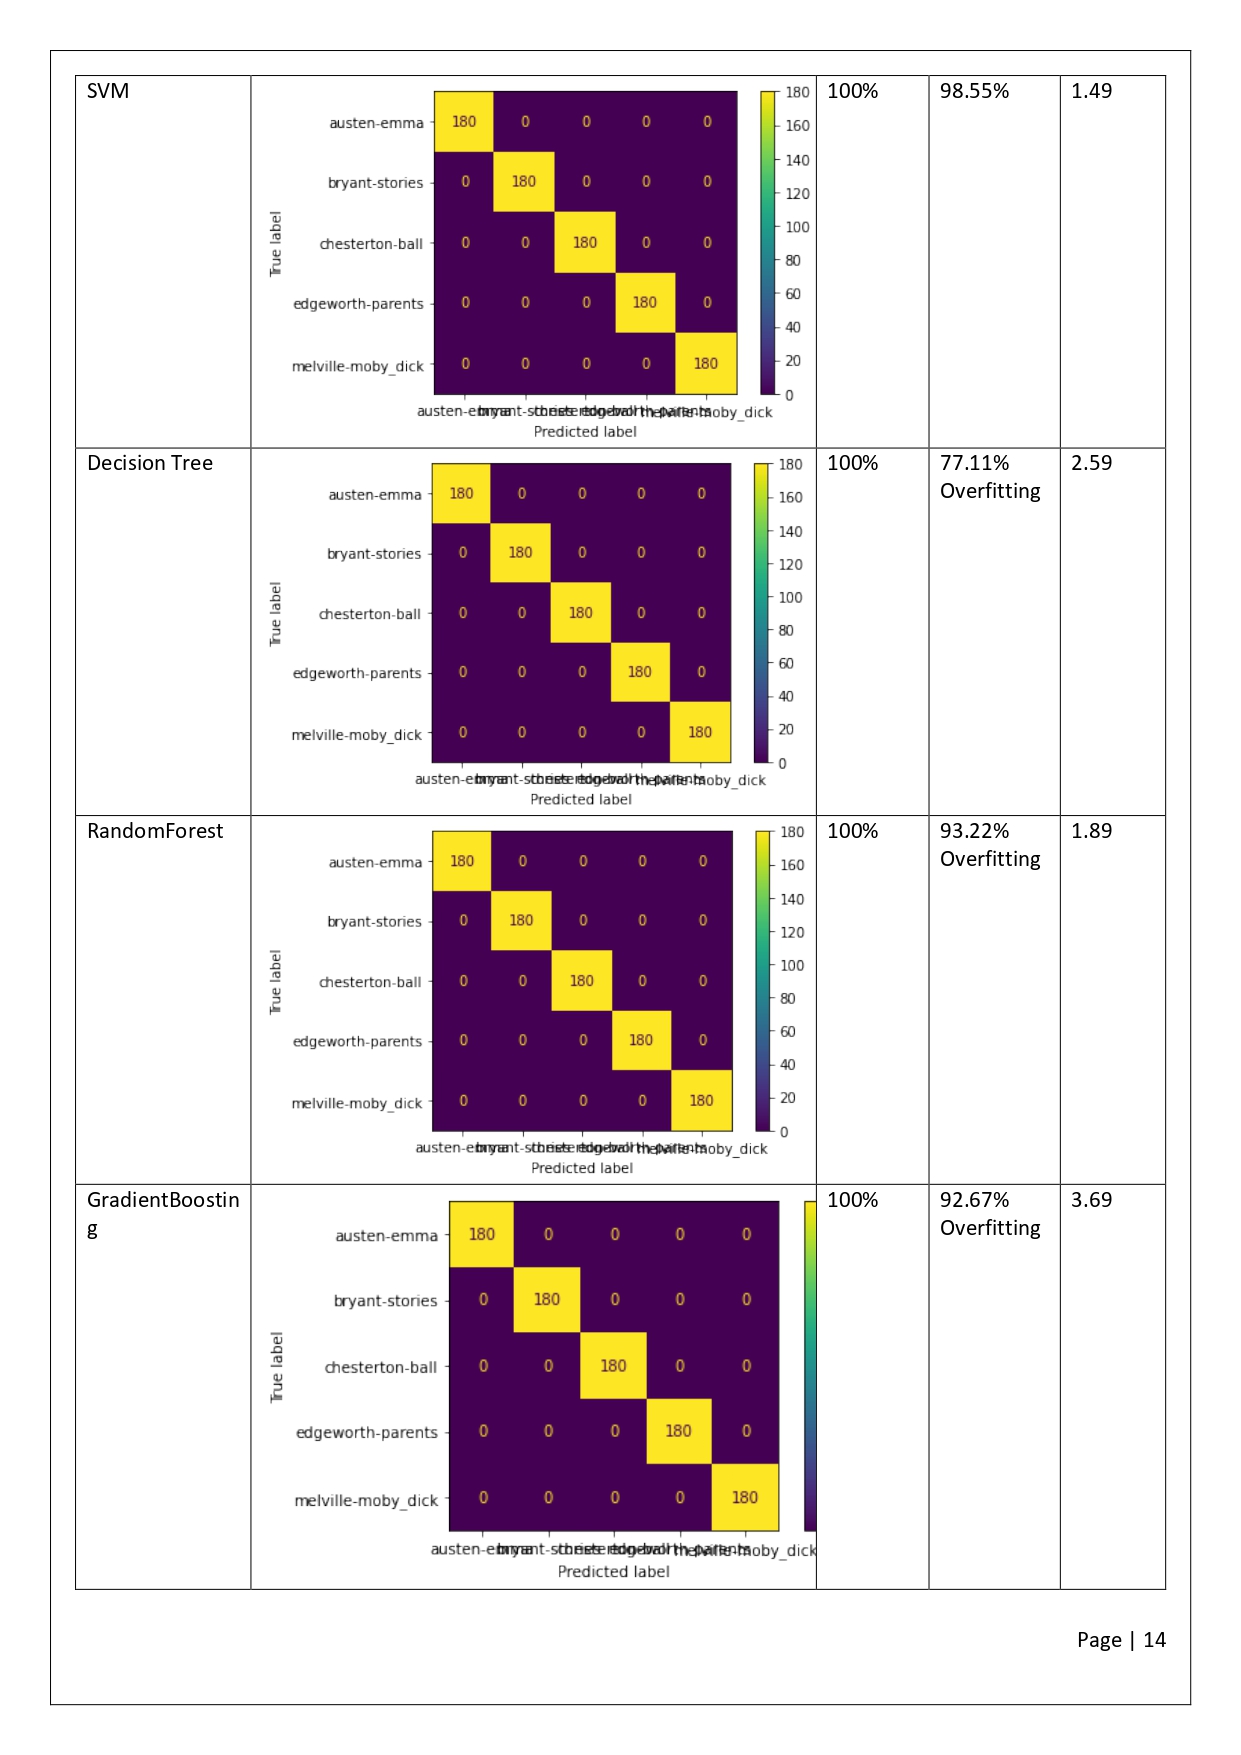 SVM
100%
98.55%
1.49
180
austen-emma
180 0 0 0 0
160
140
bryant-stories
0 180 0 0 0
120
True label
100
chesterton-ball
0 0 180 0 0
80
60
edgeworth-parents
0 0 0 180 0
40
20
melville-moby_dick
0 0 0 0 180
0
Predicted label
Decision Tree
100%
77.11%
Overfitting
2.59
180
austen-emma
180 0 0 0 0
160
140
bryant-stories
0 180 0 0 0
120
True label
100
chesterton-ball
0 0 180 0 0
80
60
edgeworth-parents
0 0 0 180 0
40
20
melville-moby_dick
0 0 0 0 180
0
Predicted label
RandomForest
100%
93.22%
Overfitting
1.89
180
austen-emma
180 0 0 0 0
160
140
bryant-stories
0 180 0 0 0
120
True label
100
chesterton-ball
0 0 180 0 0
80
60
edgeworth-parents
0 0 0 180 0
40
20
melville-moby_dick
0 0 0 0 180
0
Predicted label
GradientBoostin
g
100%
92.67%
Overfitting
3.69
austen-emma
180 0 0 0 0
bryant-stories
0 180 0 0 0
True label
chesterton-ball
0 0 180 0 0
edgeworth-parents
0 0 0 180 0
melville-moby_dick
0 0 0 0 180
Predicted label
Page | 14